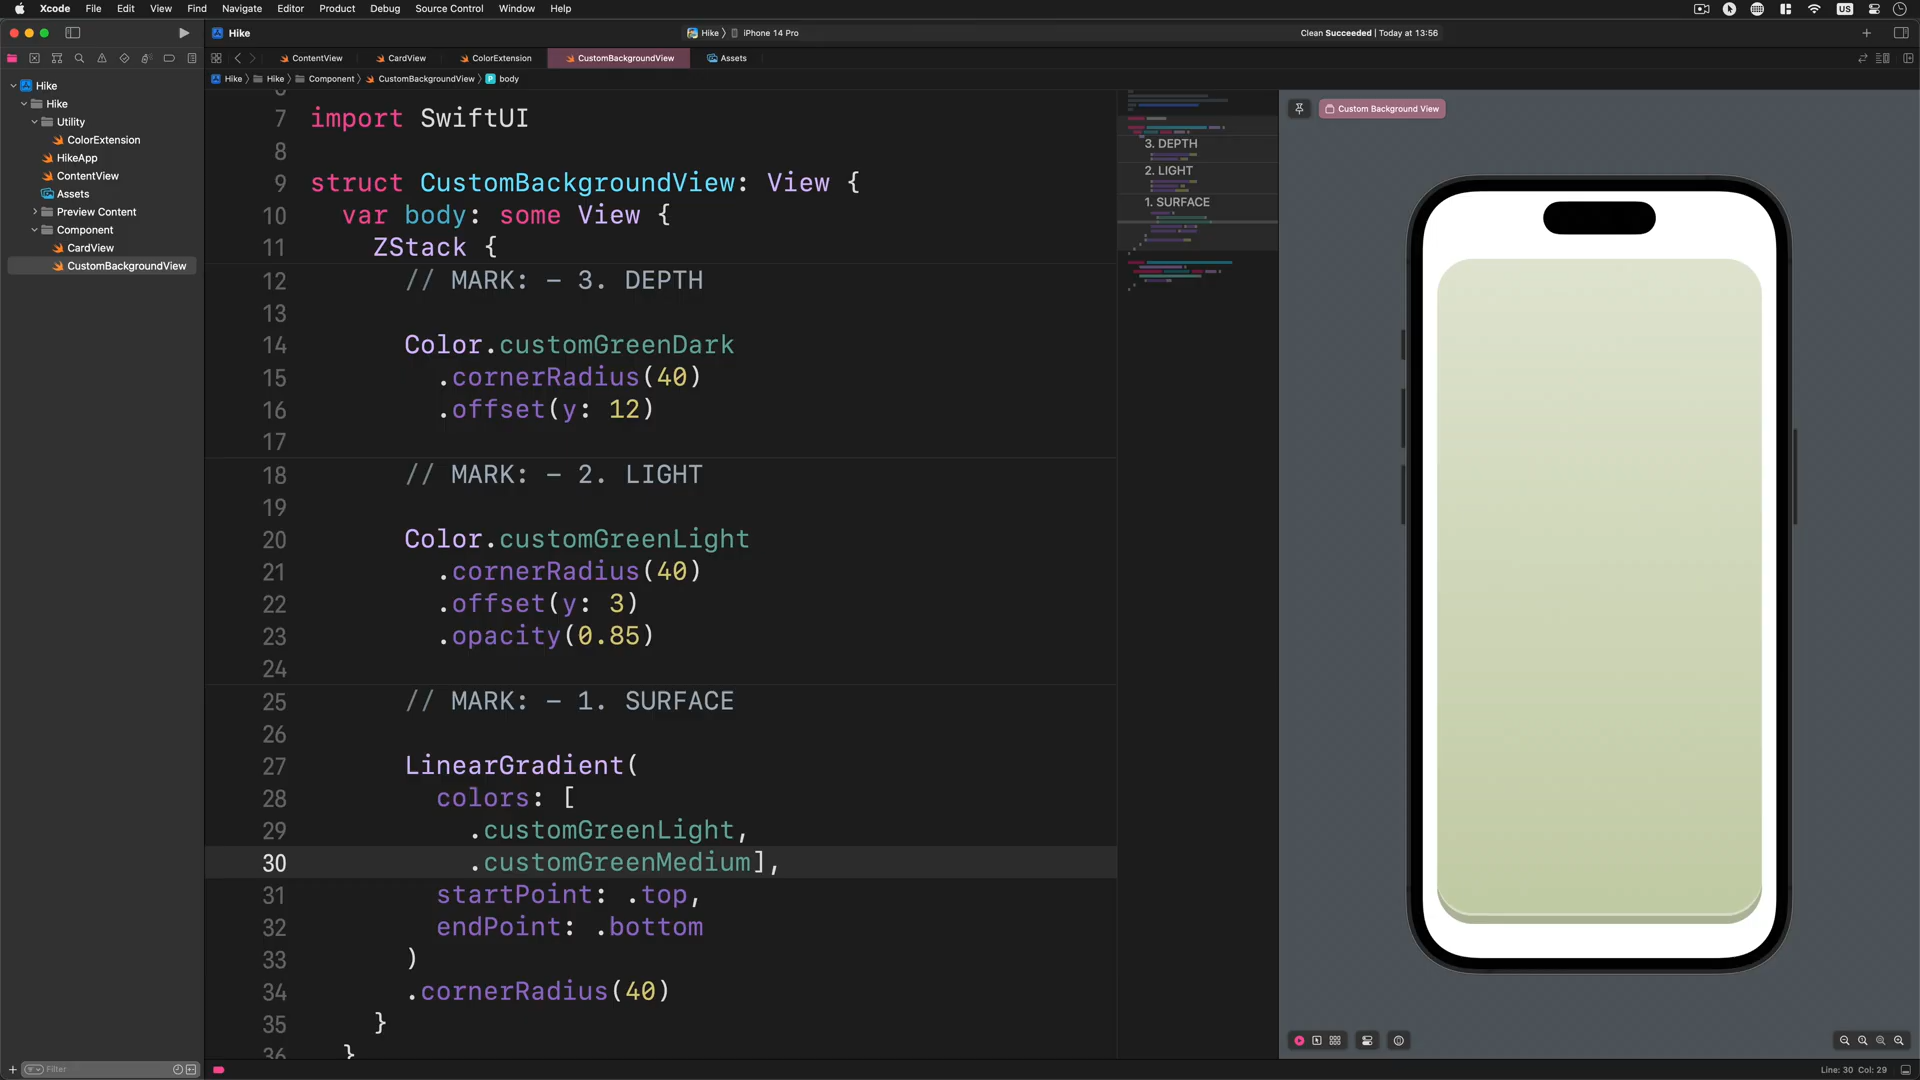 Xcode File Edit View Find Navigate Editor Product Debug Source Control Window Help
US
Hike
Hike 〉 iPhone 14 Pro
Clean Succeeded | Today at 13:56
ContentView
CardView
ColorExtension
CustomBackgroundView
Assets
Hike 〉 Hike 〉 Component 〉 CustomBackgroundView 〉 P body
Hike
Hike
Utility
ColorExtension
HikeApp
ContentView
Assets
Preview Content
Component
CardView
CustomBackgroundView
7 import SwiftUI
8
9 struct CustomBackgroundView: View {
10 var body: some View {
11 ZStack {
12 // MARK: - 3. DEPTH
13
14 Color.customGreenDark
15 .cornerRadius(40)
16 .offset(y: 12)
17
18 // MARK: - 2. LIGHT
19
20 Color.customGreenLight
21 .cornerRadius(40)
22 .offset(y: 3)
23 .opacity(0.85)
24
25 // MARK: - 1. SURFACE
26
27 LinearGradient(
28 colors: [
29 .customGreenLight,
30 .customGreenMedium],
31 startPoint: .top,
32 endPoint: .bottom
33 )
34 .cornerRadius(40)
35 }
36 }
3. DEPTH
2. LIGHT
1. SURFACE
Custom Background View
Filter
Line: 30 Col: 29